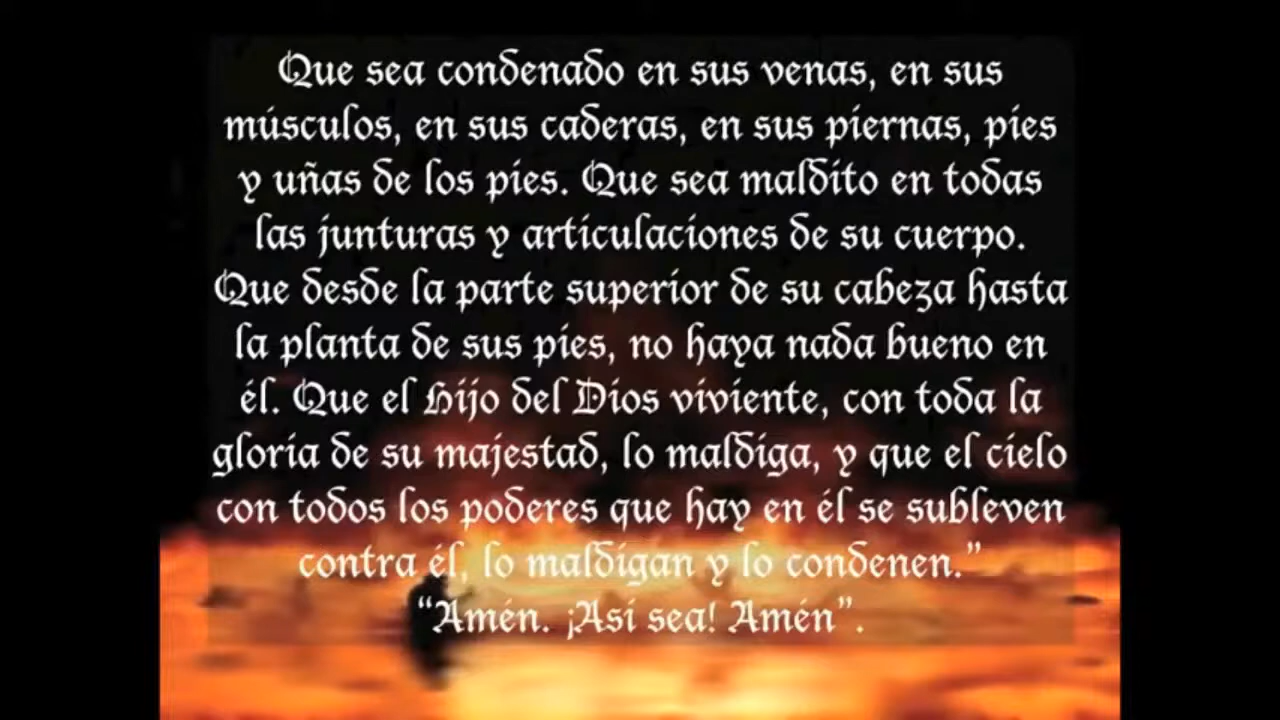 Que sea condenado en sus venas, en sus
músculos, en sus caderas, en sus piernas, pies
y uñas de los pies. Que sea maldito en todas
las junturas y articulaciones de su cuerpo.
Que desde la parte superior de su cabeza hasta
la planta de sus pies, no haya nada bueno en
él. Que el Hijo del Dios viviente, con toda la
gloria de su majestad, lo maldiga, y que el cielo
con todos los poderes que hay en él se subleven
contra él, lo maldigan y lo condenen.”
“Amén. ¡Así sea! Amén”.